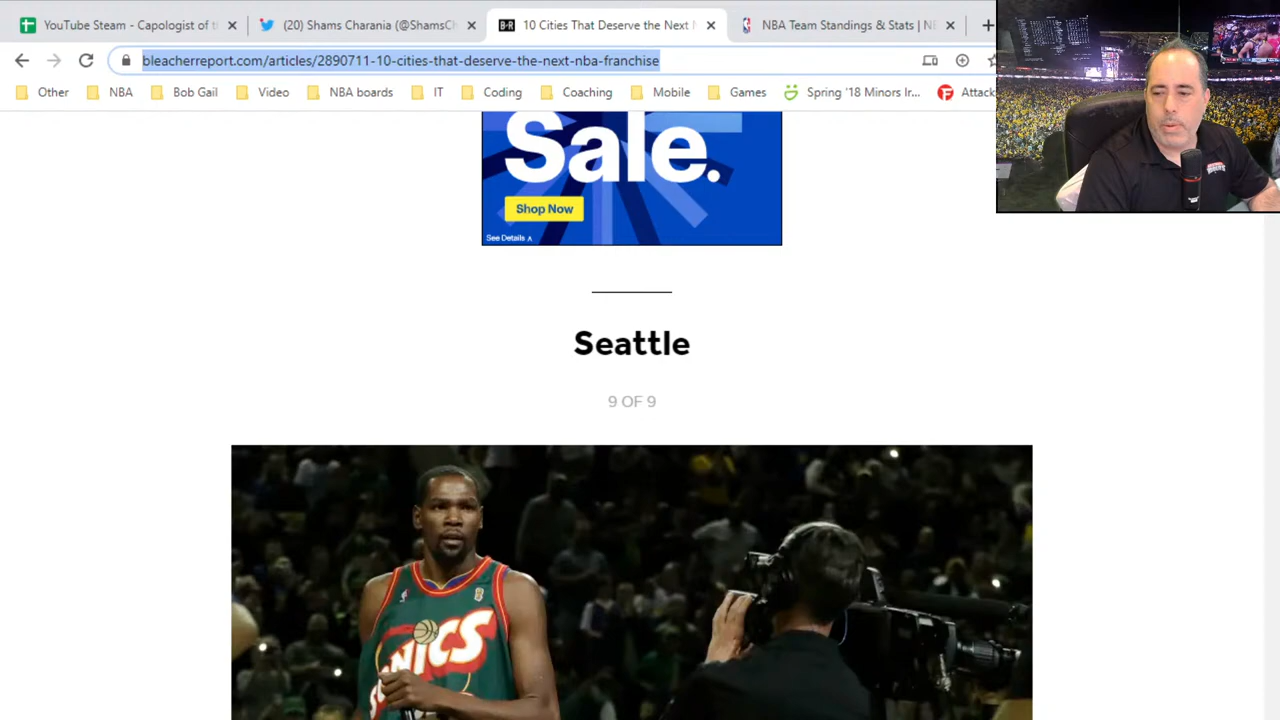 YouTube Steam - Capologist of t
(20) Shams Charania (@ShamsCh
B/R 10 Cities That Deserve the Next N
NBA Team Standings & Stats | NB
bleacherreport.com/articles/2890711-10-cities-that-deserve-the-next-nba-franchise
Other NBA Bob Gail Video NBA boards IT Coding Coaching Mobile Games Spring '18 Minors Ir... Attack
Sale.
Shop Now
See Details
Seattle
9 OF 9
SONICS